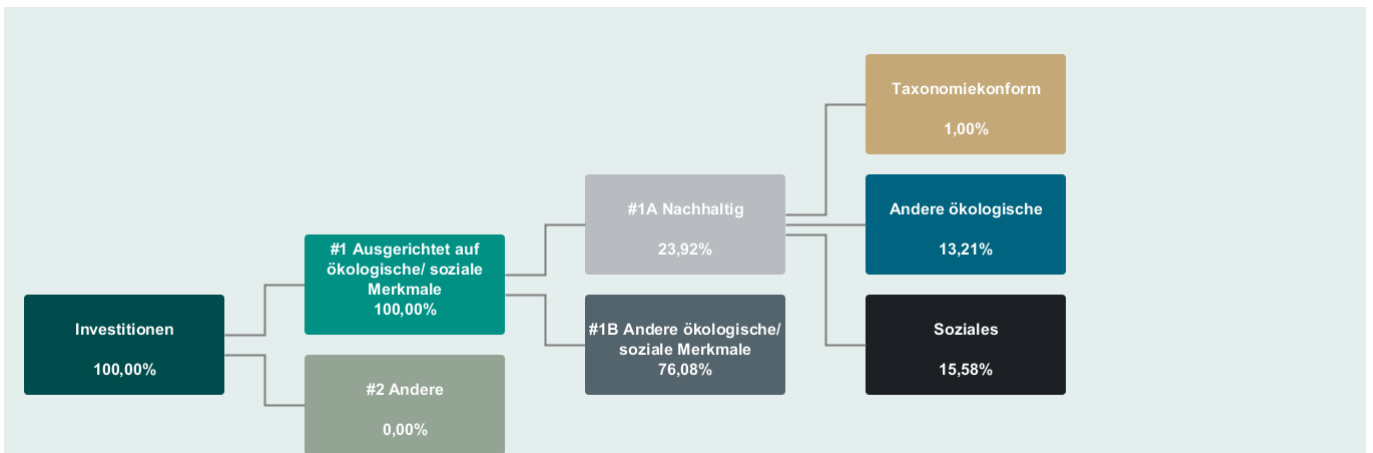 Investitionen
100,00%
#1 Ausgerichtet auf
ökologische/ soziale
Merkmale
100,00%
#2 Andere
0,00%
#1A Nachhaltig
23,92%
#1B Andere ökologische/
soziale Merkmale
76,08%
Taxonomiekonform
1,00%
Andere ökologische
13,21%
Soziales
15,58%